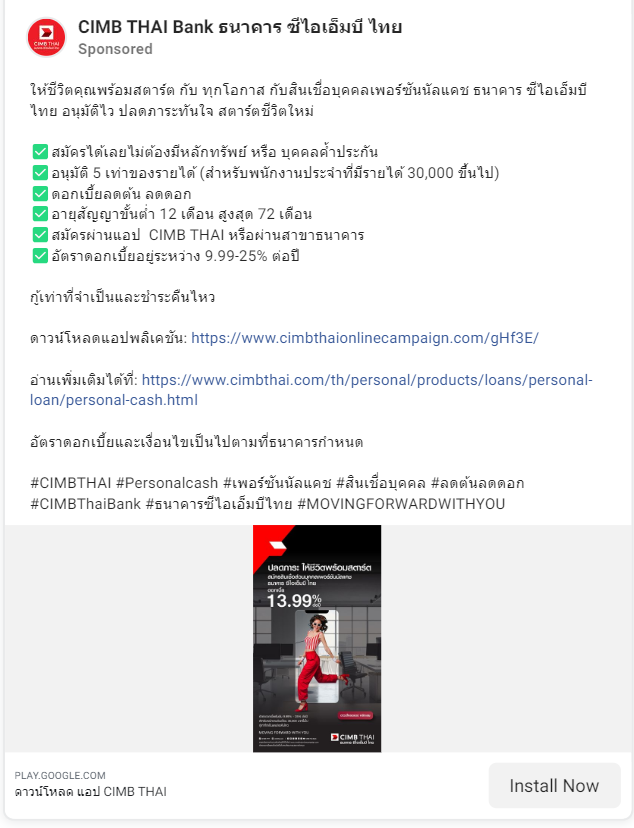 CIMB THAI Bank ธนาคาร ซีไอเอ็มบี ไทย
Sponsored
ให้ชีวิตคุณพร้อมสตาร์ต กับ ทุกโอกาส กับสินเชื่อบุคคลเพอร์ซันนัลแคช ธนาคาร ซีไอเอ็มบี
ไทย อนุมัติไว ปลดภาระทันใจ สตาร์ตชีวิตใหม่
✅ สมัครได้เลยไม่ต้องมีหลักทรัพย์ หรือ บุคคลค้ำประกัน
✅ อนุมัติ 5 เท่าของรายได้ (สำหรับพนักงานประจำที่มีรายได้ 30,000 ขึ้นไป)
✅ ดอกเบี้ยลดต้น ลดดอก
✅ อายุสัญญาขั้นต่ำ 12 เดือน สูงสุด 72 เดือน
✅ สมัครผ่านแอป CIMB THAI หรือผ่านสาขาธนาคาร
✅ อัตราดอกเบี้ยอยู่ระหว่าง 9.99-25% ต่อปี
กู้เท่าที่จำเป็นและชำระคืนไหว
ดาวน์โหลดแอปพลิเคชัน: https://www.cimbthaionlinecampaign.com/gHf3E/
อ่านเพิ่มเติมได้ที่: https://www.cimbthai.com/th/personal/products/loans/personal-
loan/personal-cash.html
อัตราดอกเบี้ยและเงื่อนไขเป็นไปตามที่ธนาคารกำหนด
#CIMBTHAI #Personalcash #เพอร์ซันนัลแคช #สินเชื่อบุคคล #ลดต้นลดดอก
#CIMBThaiBank #ธนาคารซีไอเอ็มบีไทย #MOVINGFORWARDWITHYOU
ปลดภาระ ให้ชีวิตพร้อมสตาร์ต
สมัครสินเชื่อส่วนบุคคลเพอร์ซันนัลแคช
ธนาคาร ซีไอเอ็มบี ไทย
ดอกเบี้ย
13.99%
MOVING FORWARD WITH YOU
CIMB THAI
ธนาคาร ซีไอเอ็มบี ไทย
PLAY.GOOGLE.COM
ดาวน์โหลด แอป CIMB THAI
Install Now